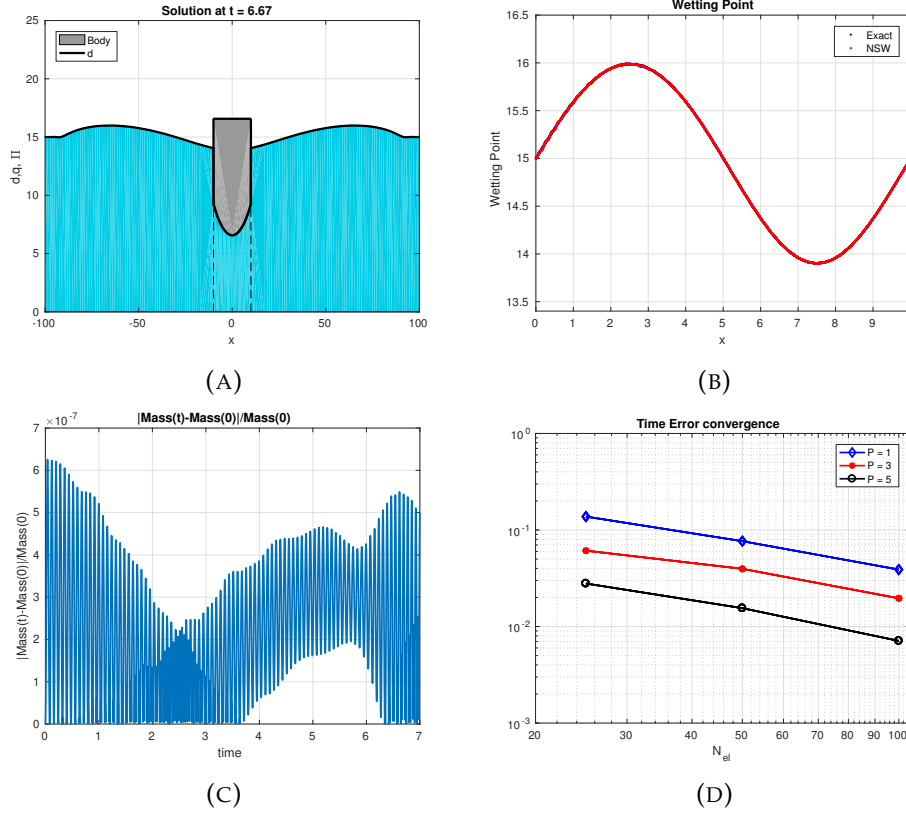 Solution at t = 6.67
25
20
15
10
5
0
d,q, Π
-100
-50
0
50
100
x
Body
d
(A)
Wetting Point
16.5
16
15.5
15
14.5
14
13.5
Wetting Point
0
1
2
3
4
5
6
7
8
9
x
Exact
NSW
(B)
|Mass(t)-Mass(0)|/Mass(0)
×10^-7
7
6
5
4
3
2
1
0
|Mass(t)-Mass(0)|/Mass(0)
0
1
2
3
4
5
6
7
time
(C)
Time Error convergence
10^0
10^-1
10^-2
10^-3
20
30
40
50
60
70
80
90
100
N_el
P = 1
P = 3
P = 5
(D)